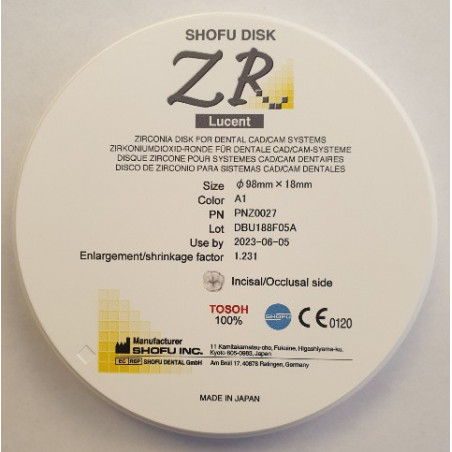 SHOFU DISK
ZR
Lucent
ZIRCONIA DISK FOR DENTAL CAD/CAM SYSTEMS
ZIRKONIUMDIOXID-RONDE FÜR DENTALE CAD/CAM-SYSTEME
DISQUE ZIRCONE POUR SYSTEMES CAD/CAM DENTAIRES
DISCO DE ZIRCONIO PARA SISTEMAS CAD/CAM DENTALES
Size ϕ98mm×18mm
Color A1
PN PNZ0027
Lot DBU188F05A
Use by 2023-06-05
Enlargement/shrinkage factor 1.231
Incisal/Occlusal side
TOSOH
100%
SHOFU
CE 0120
Manufacturer
SHOFU INC.
11 Kamitakamatsu-cho, Fukuine, Higashiyama-ku,
Kyoto 605-0983, Japan
EC REP SHOFU DENTAL GmbH Am Brüll 17, 40878 Ratingen, Germany
MADE IN JAPAN